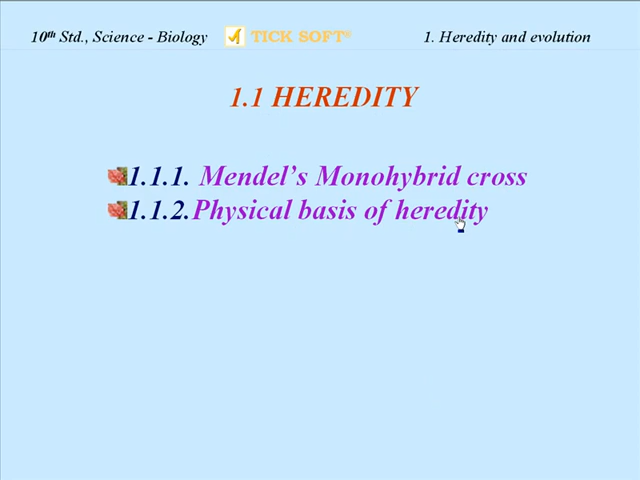 10th Std., Science - Biology TICK SOFT® 1. Heredity and evolution
1.1 HEREDITY
1.1.1. Mendel's Monohybrid cross
1.1.2.Physical basis of heredity